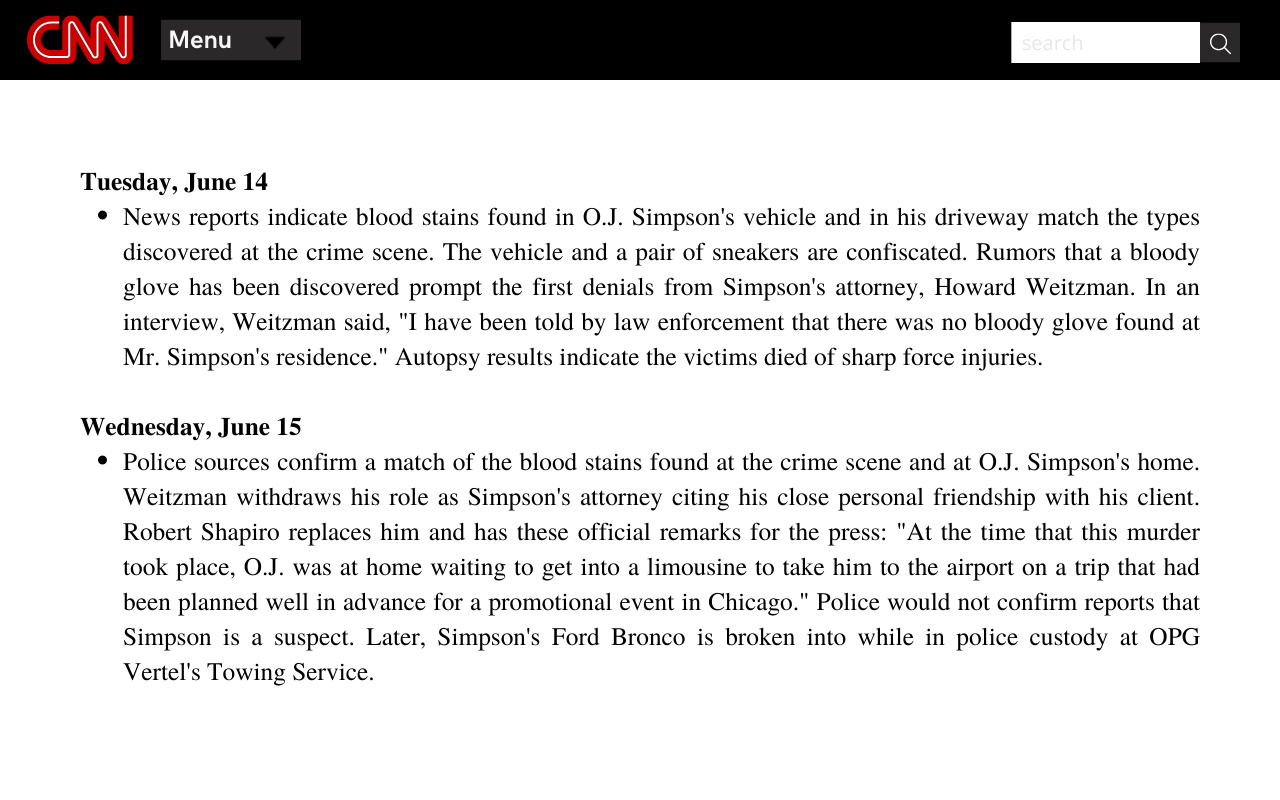 CNN
Menu
search
Tuesday, June 14
• News reports indicate blood stains found in O.J. Simpson's vehicle and in his driveway match the types
discovered at the crime scene. The vehicle and a pair of sneakers are confiscated. Rumors that a bloody
glove has been discovered prompt the first denials from Simpson's attorney, Howard Weitzman. In an
interview, Weitzman said, "I have been told by law enforcement that there was no bloody glove found at
Mr. Simpson's residence." Autopsy results indicate the victims died of sharp force injuries.
Wednesday, June 15
• Police sources confirm a match of the blood stains found at the crime scene and at O.J. Simpson's home.
Weitzman withdraws his role as Simpson's attorney citing his close personal friendship with his client.
Robert Shapiro replaces him and has these official remarks for the press: "At the time that this murder
took place, O.J. was at home waiting to get into a limousine to take him to the airport on a trip that had
been planned well in advance for a promotional event in Chicago." Police would not confirm reports that
Simpson is a suspect. Later, Simpson's Ford Bronco is broken into while in police custody at OPG
Vertel's Towing Service.